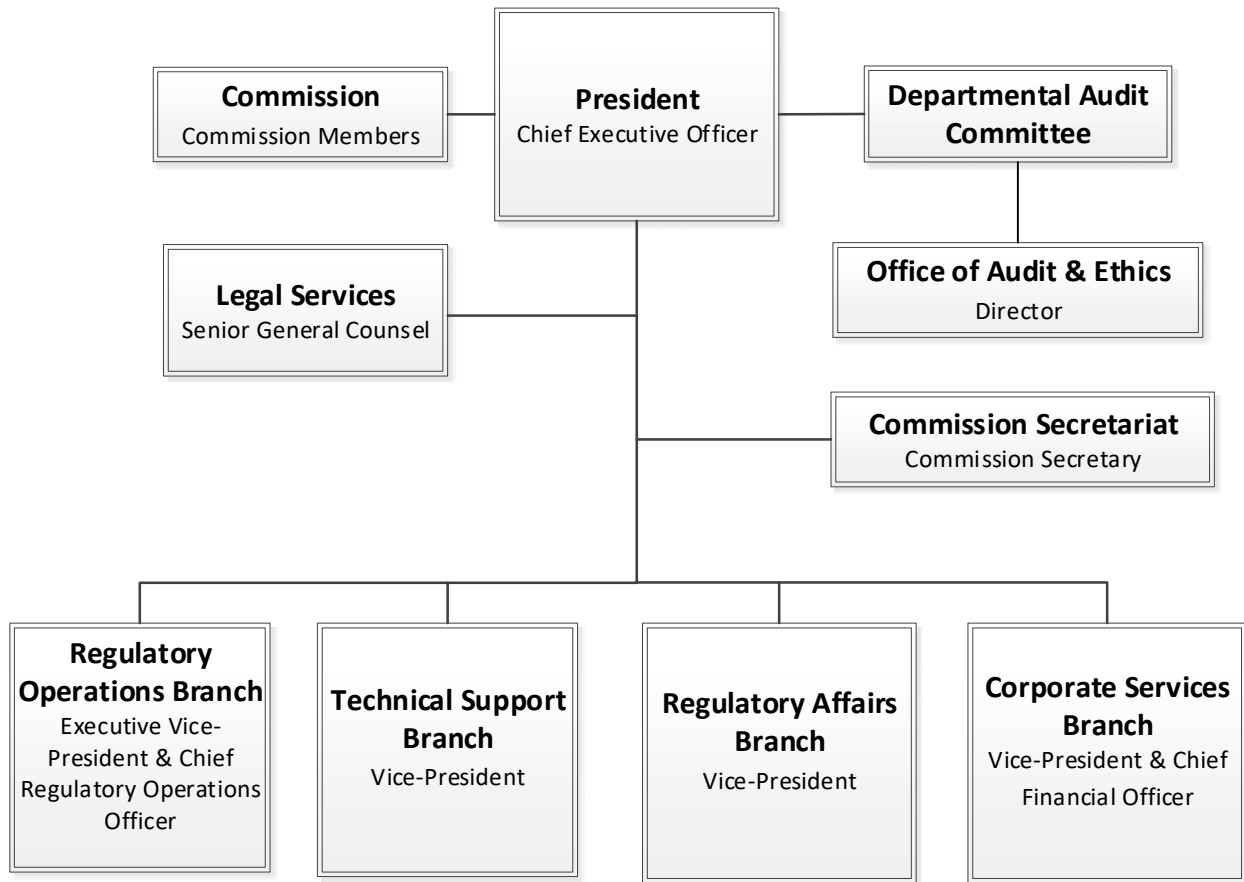 Commission
Commission Members
President
Chief Executive Officer
Departmental Audit
Committee
Office of Audit & Ethics
Director
Legal Services
Senior General Counsel
Commission Secretariat
Commission Secretary
Regulatory
Operations Branch
Executive Vice-
President & Chief
Regulatory Operations
Officer
Technical Support
Branch
Vice-President
Regulatory Affairs
Branch
Vice-President
Corporate Services
Branch
Vice-President & Chief
Financial Officer